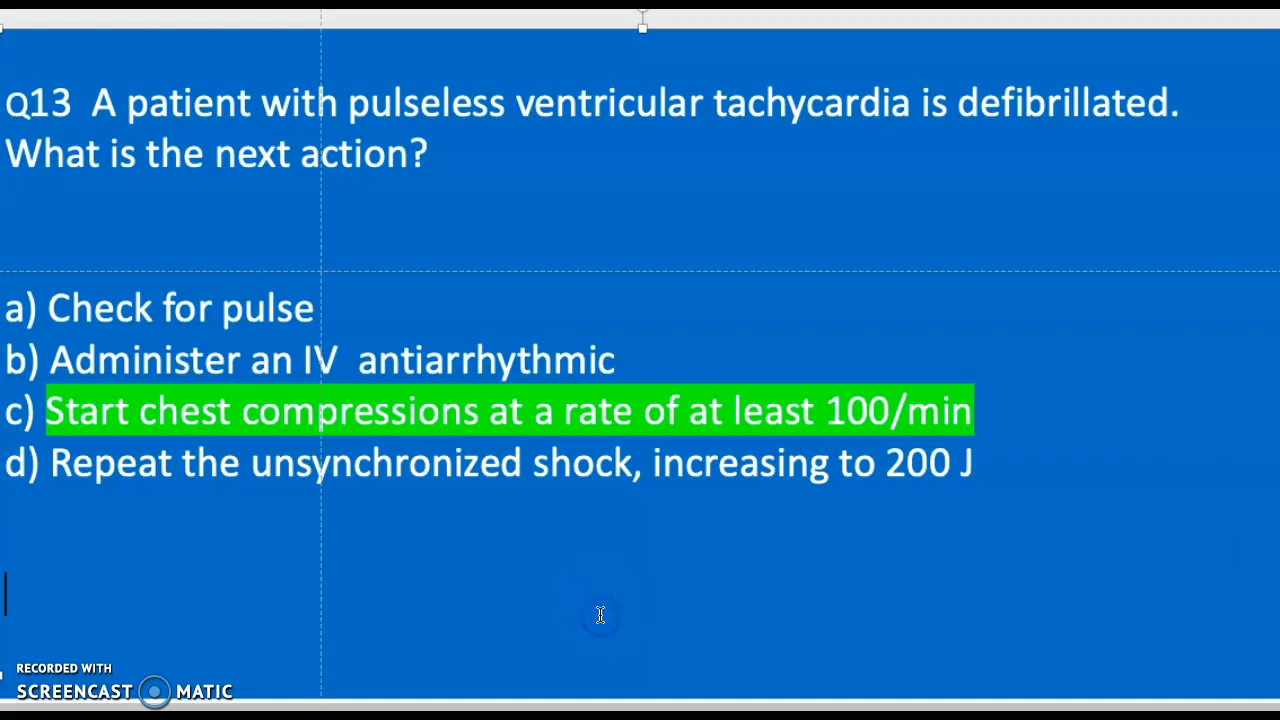 Q13 A patient with pulseless ventricular tachycardia is defibrillated.
What is the next action?
a) Check for pulse
b) Administer an IV antiarrhythmic
c) Start chest compressions at a rate of at least 100/min
d) Repeat the unsynchronized shock, increasing to 200 J
RECORDED WITH
SCREENCAST MATIC